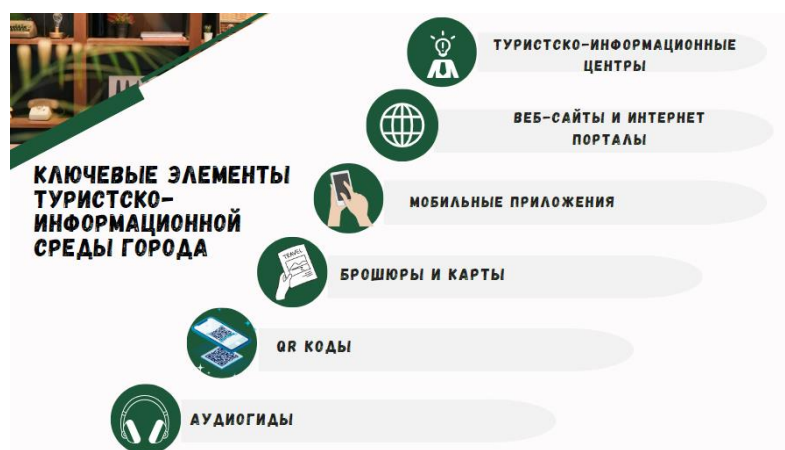 ТУРИСТСКО-ИНФОРМАЦИОННЫЕ
ЦЕНТРЫ
ВЕБ-САЙТЫ И ИНТЕРНЕТ
ПОРТАЛЫ
КЛЮЧЕВЫЕ ЭЛЕМЕНТЫ
ТУРИСТСКО-
ИНФОРМАЦИОННОЙ
СРЕДЫ ГОРОДА
МОБИЛЬНЫЕ ПРИЛОЖЕНИЯ
TRAVEL
БРОШЮРЫ И КАРТЫ
QR КОДЫ
АУДИОГИДЫ